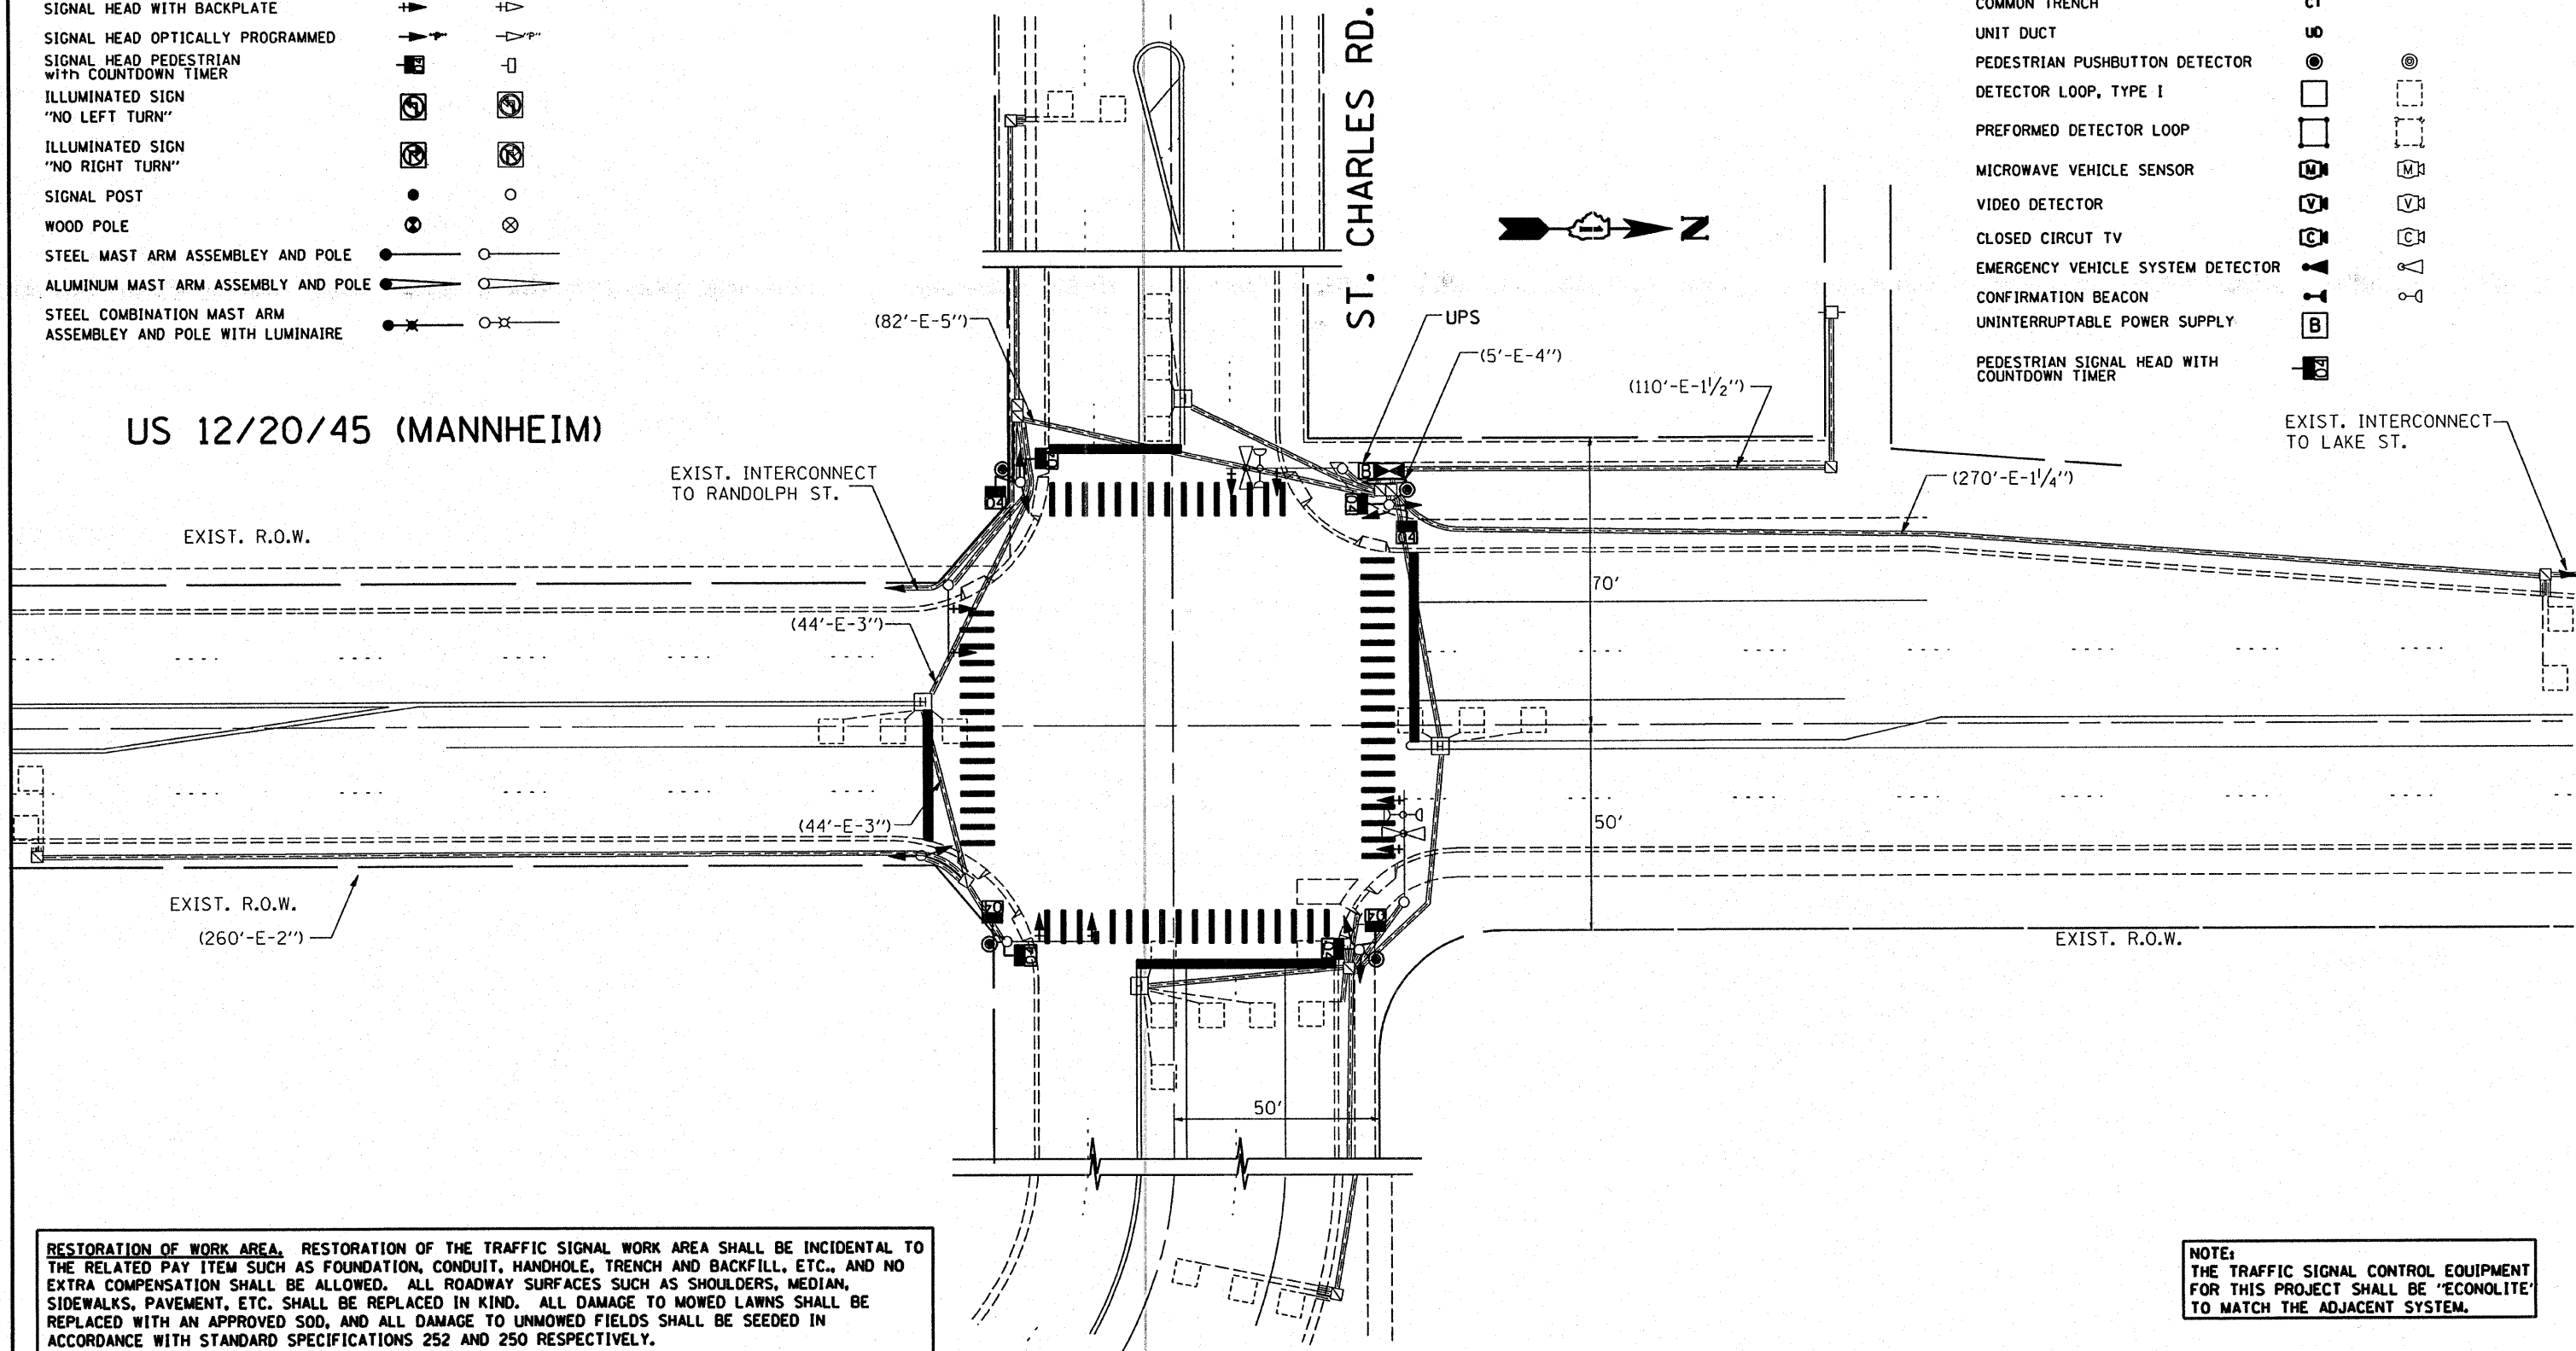 SIGNAL HEAD WITH BACKPLATE
SIGNAL HEAD OPTICALLY PROGRAMMED "P" "P"
SIGNAL HEAD PEDESTRIAN
with COUNTDOWN TIMER
ILLUMINATED SIGN
"NO LEFT TURN"
ILLUMINATED SIGN
"NO RIGHT TURN"
SIGNAL POST
WOOD POLE
STEEL MAST ARM ASSEMBLEY AND POLE
ALUMINUM MAST ARM ASSEMBLY AND POLE
STEEL COMBINATION MAST ARM
ASSEMBLEY AND POLE WITH LUMINAIRE
US 12/20/45 (MANNHEIM)
ST. CHARLES RD.
N
COMMON TRENCH CT
UNIT DUCT UD
PEDESTRIAN PUSHBUTTON DETECTOR
DETECTOR LOOP, TYPE I
PREFORMED DETECTOR LOOP
MICROWAVE VEHICLE SENSOR M M
VIDEO DETECTOR V V
CLOSED CIRCUT TV C C
EMERGENCY VEHICLE SYSTEM DETECTOR
CONFIRMATION BEACON
UNINTERRUPTABLE POWER SUPPLY B
PEDESTRIAN SIGNAL HEAD WITH
COUNTDOWN TIMER 04
(82'-E-5")
UPS
(5'-E-4")
(110'-E-1½")
EXIST. INTERCONNECT
TO LAKE ST.
EXIST. INTERCONNECT
TO RANDOLPH ST.
B
(270'-E-1¼")
04
04
04
04
EXIST. R.O.W.
70'
(44'-E-3")
H
H
H
(44'-E-3")
50'
EXIST. R.O.W.
(260'-E-2")
04
04
04
04
EXIST. R.O.W.
H
50'
RESTORATION OF WORK AREA. RESTORATION OF THE TRAFFIC SIGNAL WORK AREA SHALL BE INCIDENTAL TO
THE RELATED PAY ITEM SUCH AS FOUNDATION, CONDUIT, HANDHOLE, TRENCH AND BACKFILL, ETC., AND NO
EXTRA COMPENSATION SHALL BE ALLOWED. ALL ROADWAY SURFACES SUCH AS SHOULDERS, MEDIAN,
SIDEWALKS, PAVEMENT, ETC. SHALL BE REPLACED IN KIND. ALL DAMAGE TO MOWED LAWNS SHALL BE
REPLACED WITH AN APPROVED SOD, AND ALL DAMAGE TO UNMOWED FIELDS SHALL BE SEEDED IN
ACCORDANCE WITH STANDARD SPECIFICATIONS 252 AND 250 RESPECTIVELY.
NOTE:
THE TRAFFIC SIGNAL CONTROL EQUIPMENT
FOR THIS PROJECT SHALL BE "ECONOLITE'
TO MATCH THE ADJACENT SYSTEM.